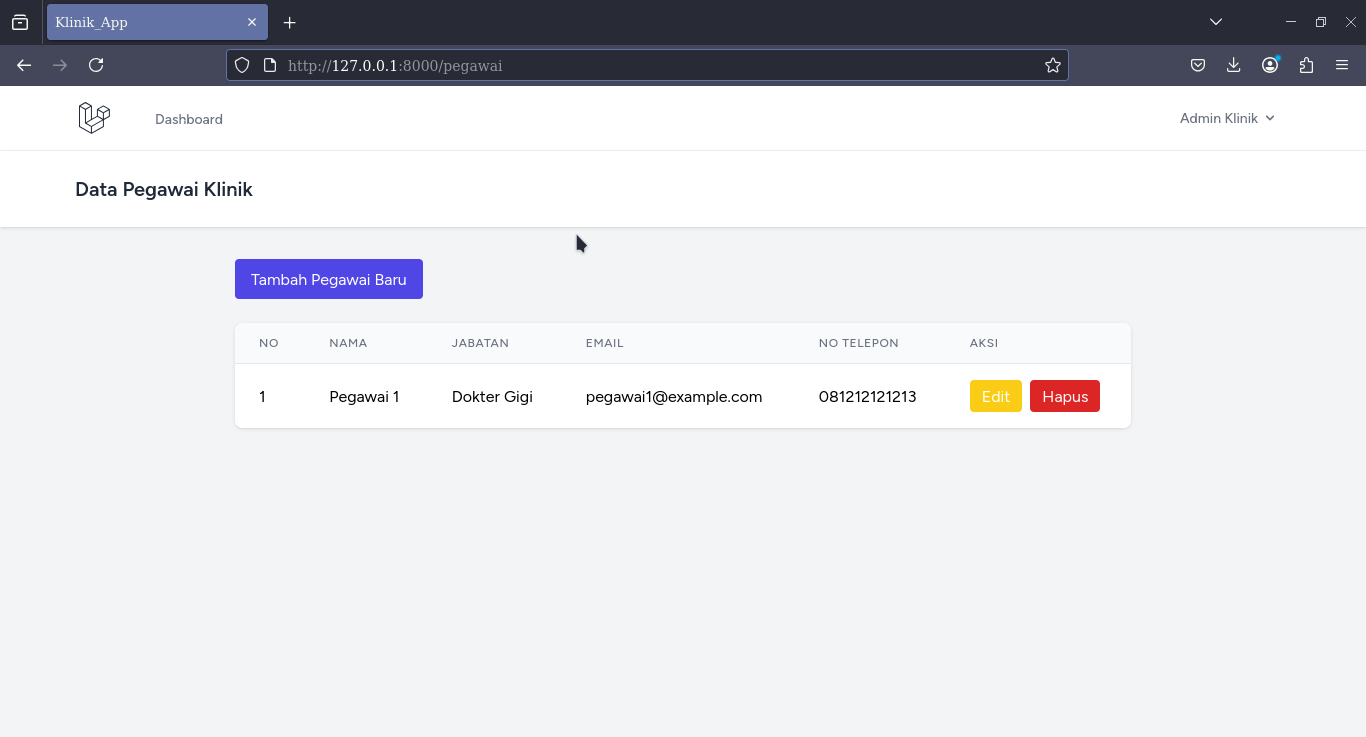 Klinik_App
http://127.0.0.1:8000/pegawai
Dashboard
Admin Klinik
Data Pegawai Klinik
Tambah Pegawai Baru
NO NAMA JABATAN EMAIL NO TELEPON AKSI
1 Pegawai 1 Dokter Gigi pegawai1@example.com 081212121213 Edit Hapus